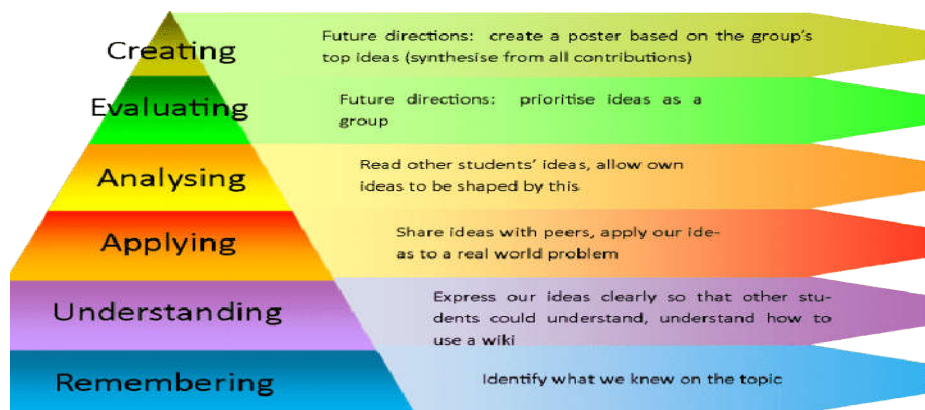 Creating
Future directions: create a poster based on the group's
top ideas (synthesise from all contributions)
Evaluating
Future directions: prioritise ideas as a
group
Analysing
Read other students' ideas, allow own
ideas to be shaped by this
Applying
Share ideas with peers, apply our ide-
as to a real world problem
Understanding
Express our ideas clearly so that other stu-
dents could understand, understand how to
use a wiki
Remembering
Identify what we knew on the topic